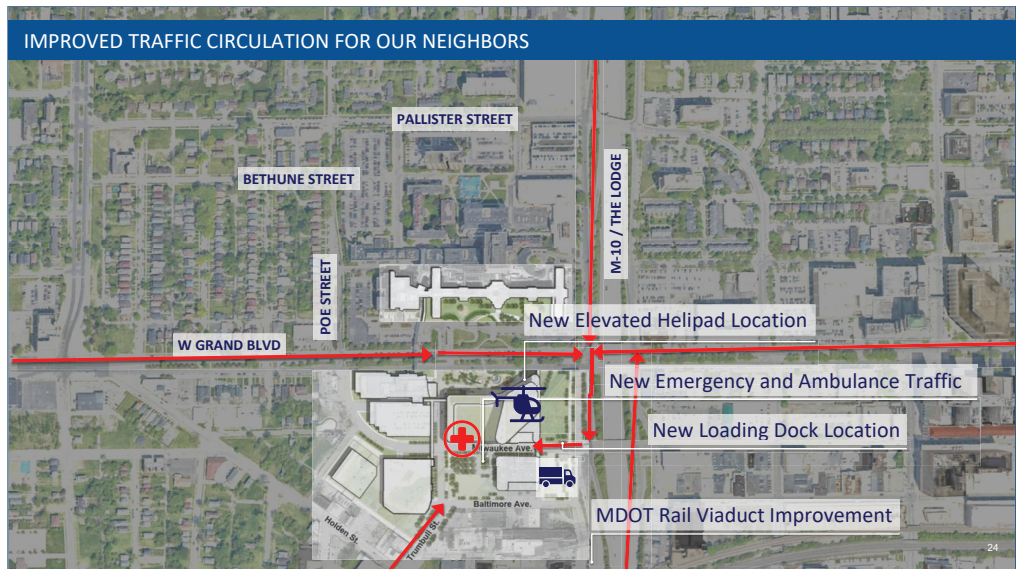 IMPROVED TRAFFIC CIRCULATION FOR OUR NEIGHBORS
PALLISTER STREET
BETHUNE STREET
M-10 / THE LODGE
POE STREET
New Elevated Helipad Location
W GRAND BLVD
New Emergency and Ambulance Traffic
New Loading Dock Location
Milwaukee Ave.
Baltimore Ave.
MDOT Rail Viaduct Improvement
Holden St.
Trumbull St.
24